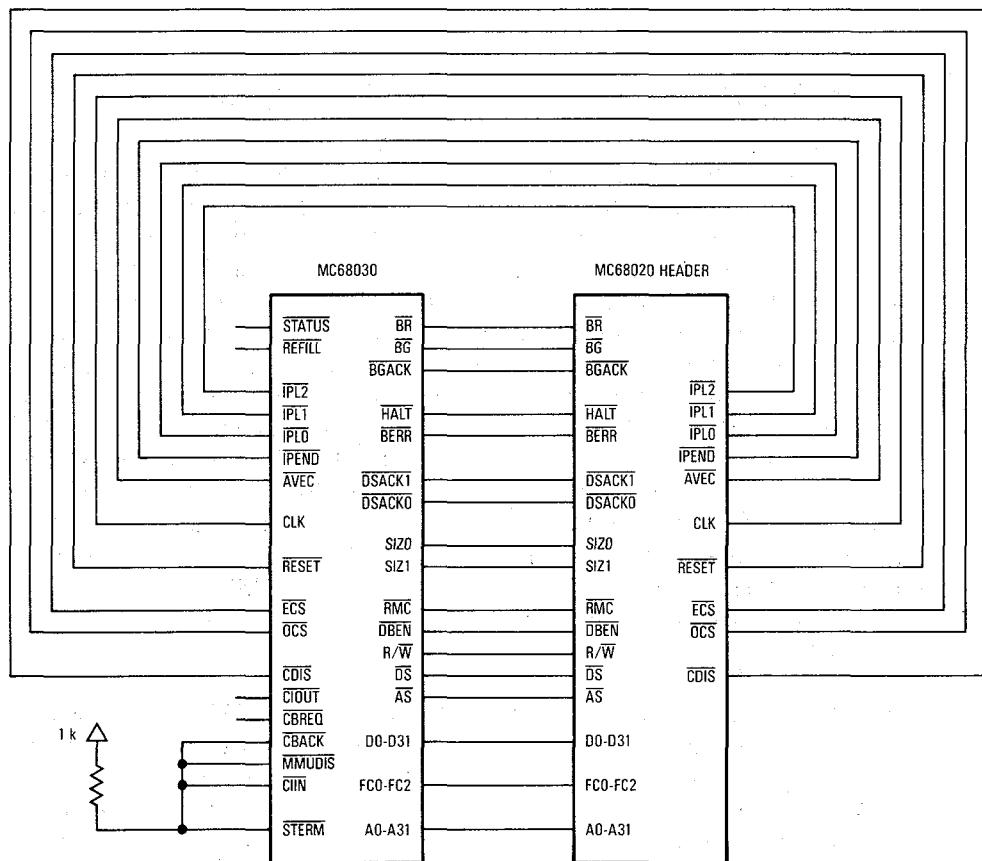 MC68030
MC68020 HEADER
STATUS
REFILL
IPL2
IPL1
IPL0
IPEND
AVEC
CLK
RESET
ECS
OCS
CDIS
CIOUT
CBREQ
CBACK
MMUDIS
CIIN
STERM
1 k
BR
BG
BGACK
HALT
BERR
DSACK1
DSACK0
SIZ0
SIZ1
RMC
DBEN
R/W
DS
AS
D0-D31
FC0-FC2
A0-A31
BR
BG
BGACK
HALT
BERR
DSACK1
DSACK0
SIZ0
SIZ1
RMC
DBEN
R/W
DS
AS
D0-D31
FC0-FC2
A0-A31
IPL2
IPL1
IPL0
IPEND
AVEC
CLK
RESET
ECS
OCS
CDIS